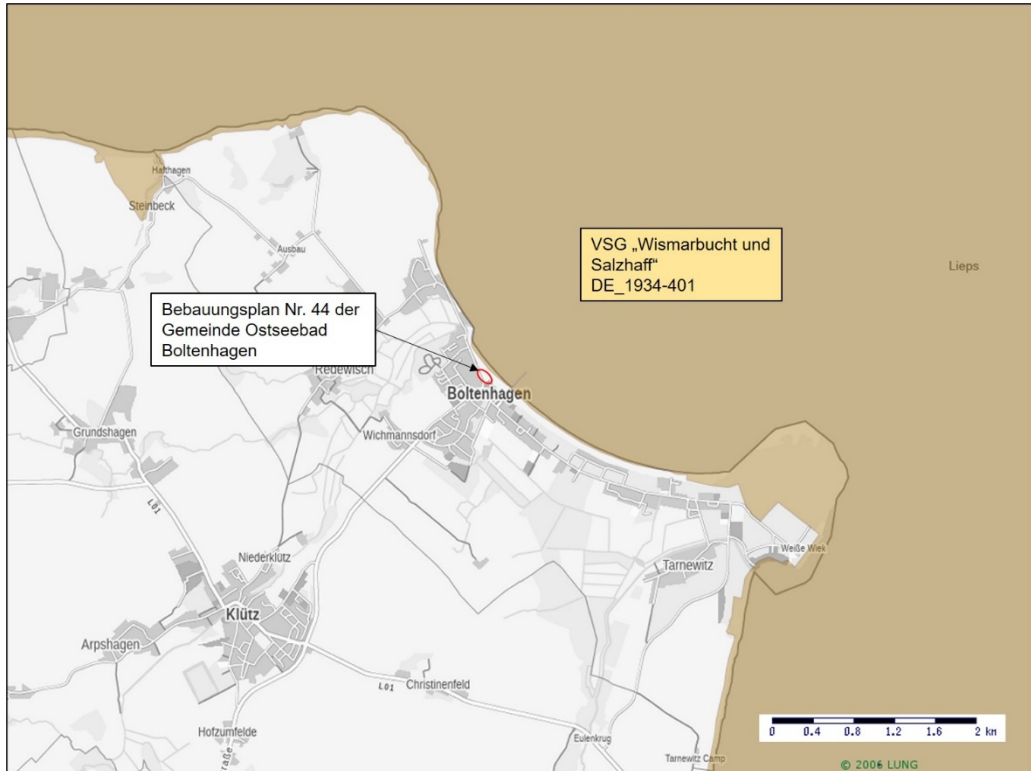 Hafthagen
Steinbeck
Ausbau
VSG „Wismarbucht und
Salzhaff“
DE_1934-401
Lieps
Bebauungsplan Nr. 44 der
Gemeinde Ostseebad
Boltenhagen
Redewisch
Boltenhagen
Grundshagen
Wichmannsdorf
L01
Niederklütz
Weiße Wiek
Tarnewitz
Klütz
Arpshagen
L01
Christinenfeld
Hofzumfelde
straße
Eulenkrug
Tarnewitz Camp
0 0.4 0.8 1.2 1.6 2 km
© 2006 LUNG